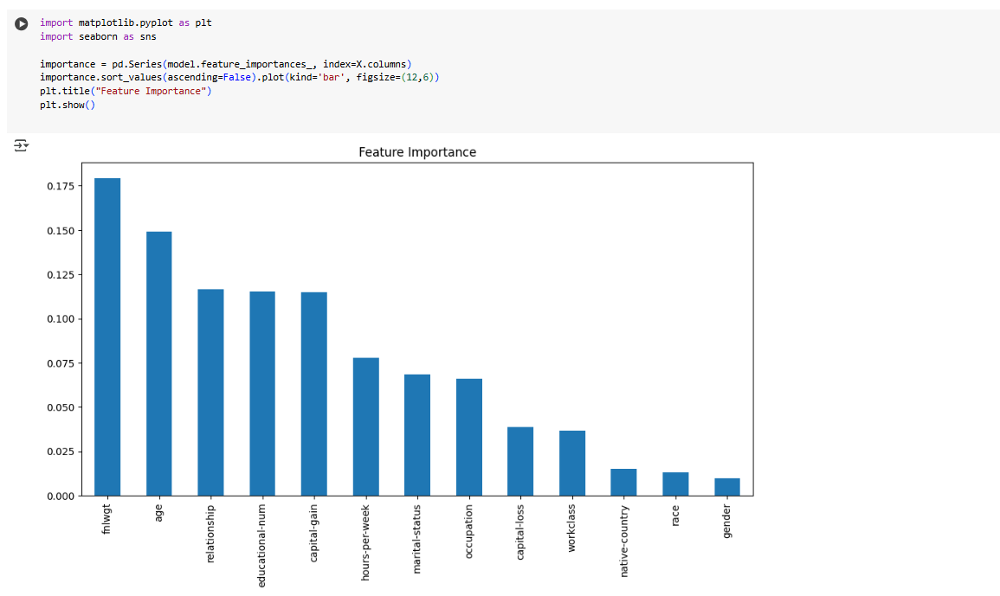 import matplotlib.pyplot as plt
import seaborn as sns
importance = pd.Series(model.feature_importances_, index=X.columns)
importance.sort_values(ascending=False).plot(kind='bar', figsize=(12,6))
plt.title("Feature Importance")
plt.show()
Feature Importance
0.175
0.150
0.125
0.100
0.075
0.050
0.025
0.000
fnlwgt
age
relationship
educational-num
capital-gain
hours-per-week
marital-status
occupation
capital-loss
workclass
native-country
race
gender